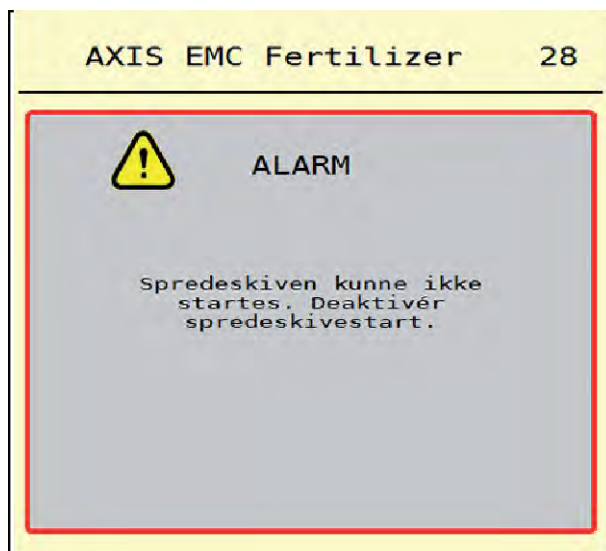 AXIS EMC Fertilizer 28
ALARM
Spredeskiven kunne ikke
startes. Deaktivér
spredeskivestart.